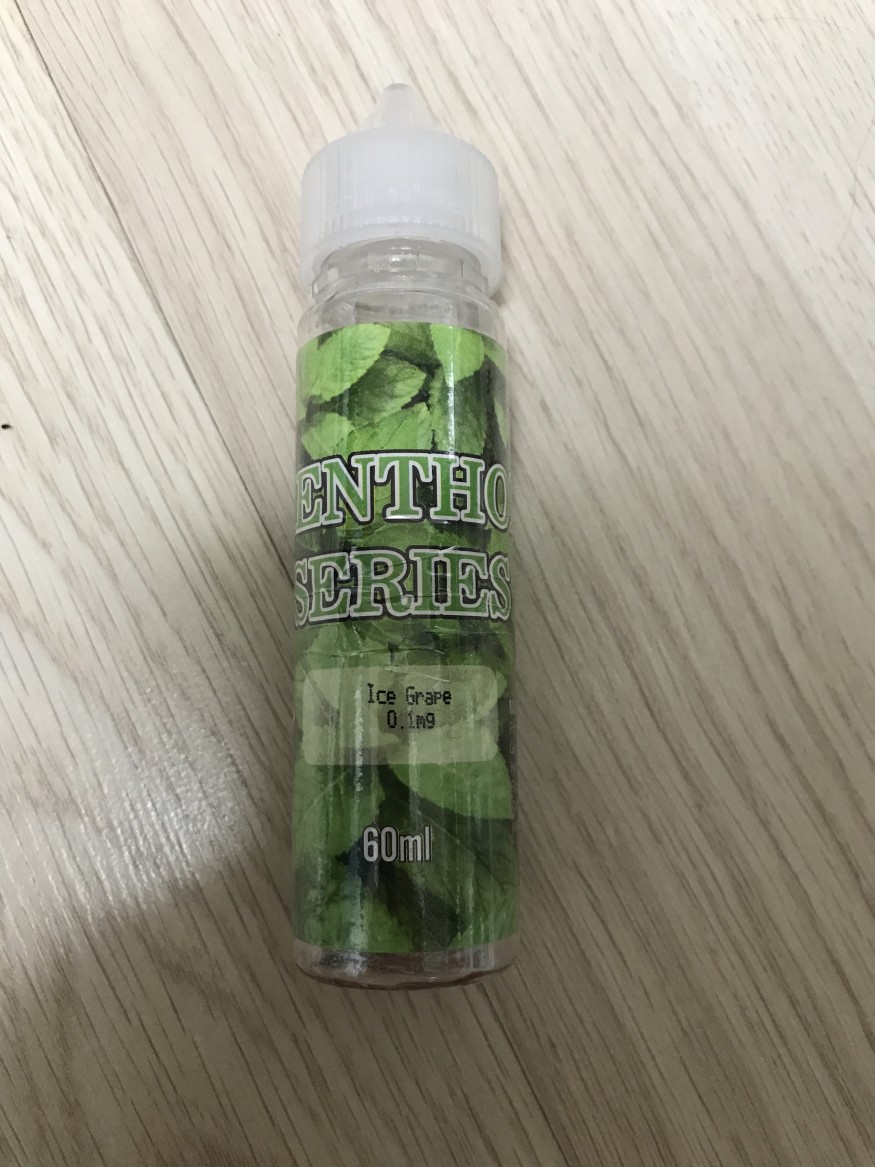 ENTHO
SERIES
Ice Grape
0.1mg
60ml